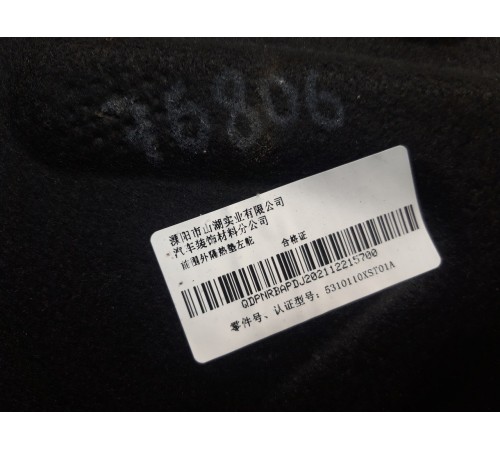 76806
溧阳市山湖实业有限公司
汽车装饰材料分公司
前围外隔热垫左舵 合格证
QDPNRBAPDJ202112215700
零件号、认证型号：5310110XST01A